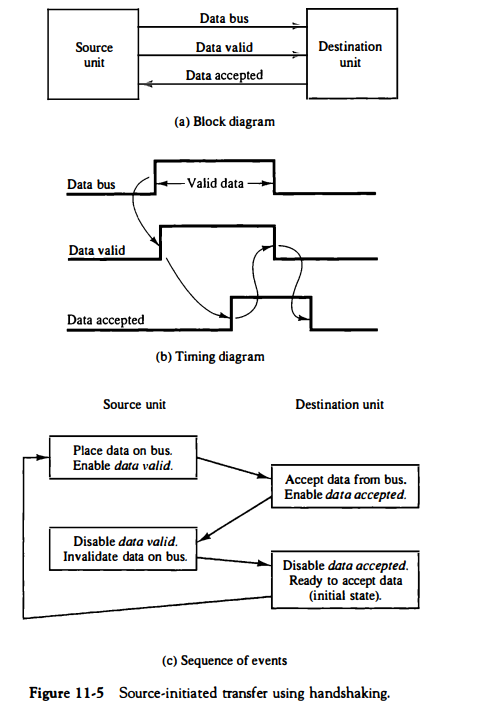 Data bus
Source
unit
Data valid
Destination
unit
Data accepted
(a) Block diagram
Data bus
Valid data
Data valid
Data accepted
(b) Timing diagram
Source unit
Destination unit
Place data on bus.
Enable data valid.
Accept data from bus.
Enable data accepted.
Disable data valid.
Invalidate data on bus.
Disable data accepted.
Ready to accept data
(initial state).
(c) Sequence of events
Figure 11-5 Source-initiated transfer using handshaking.